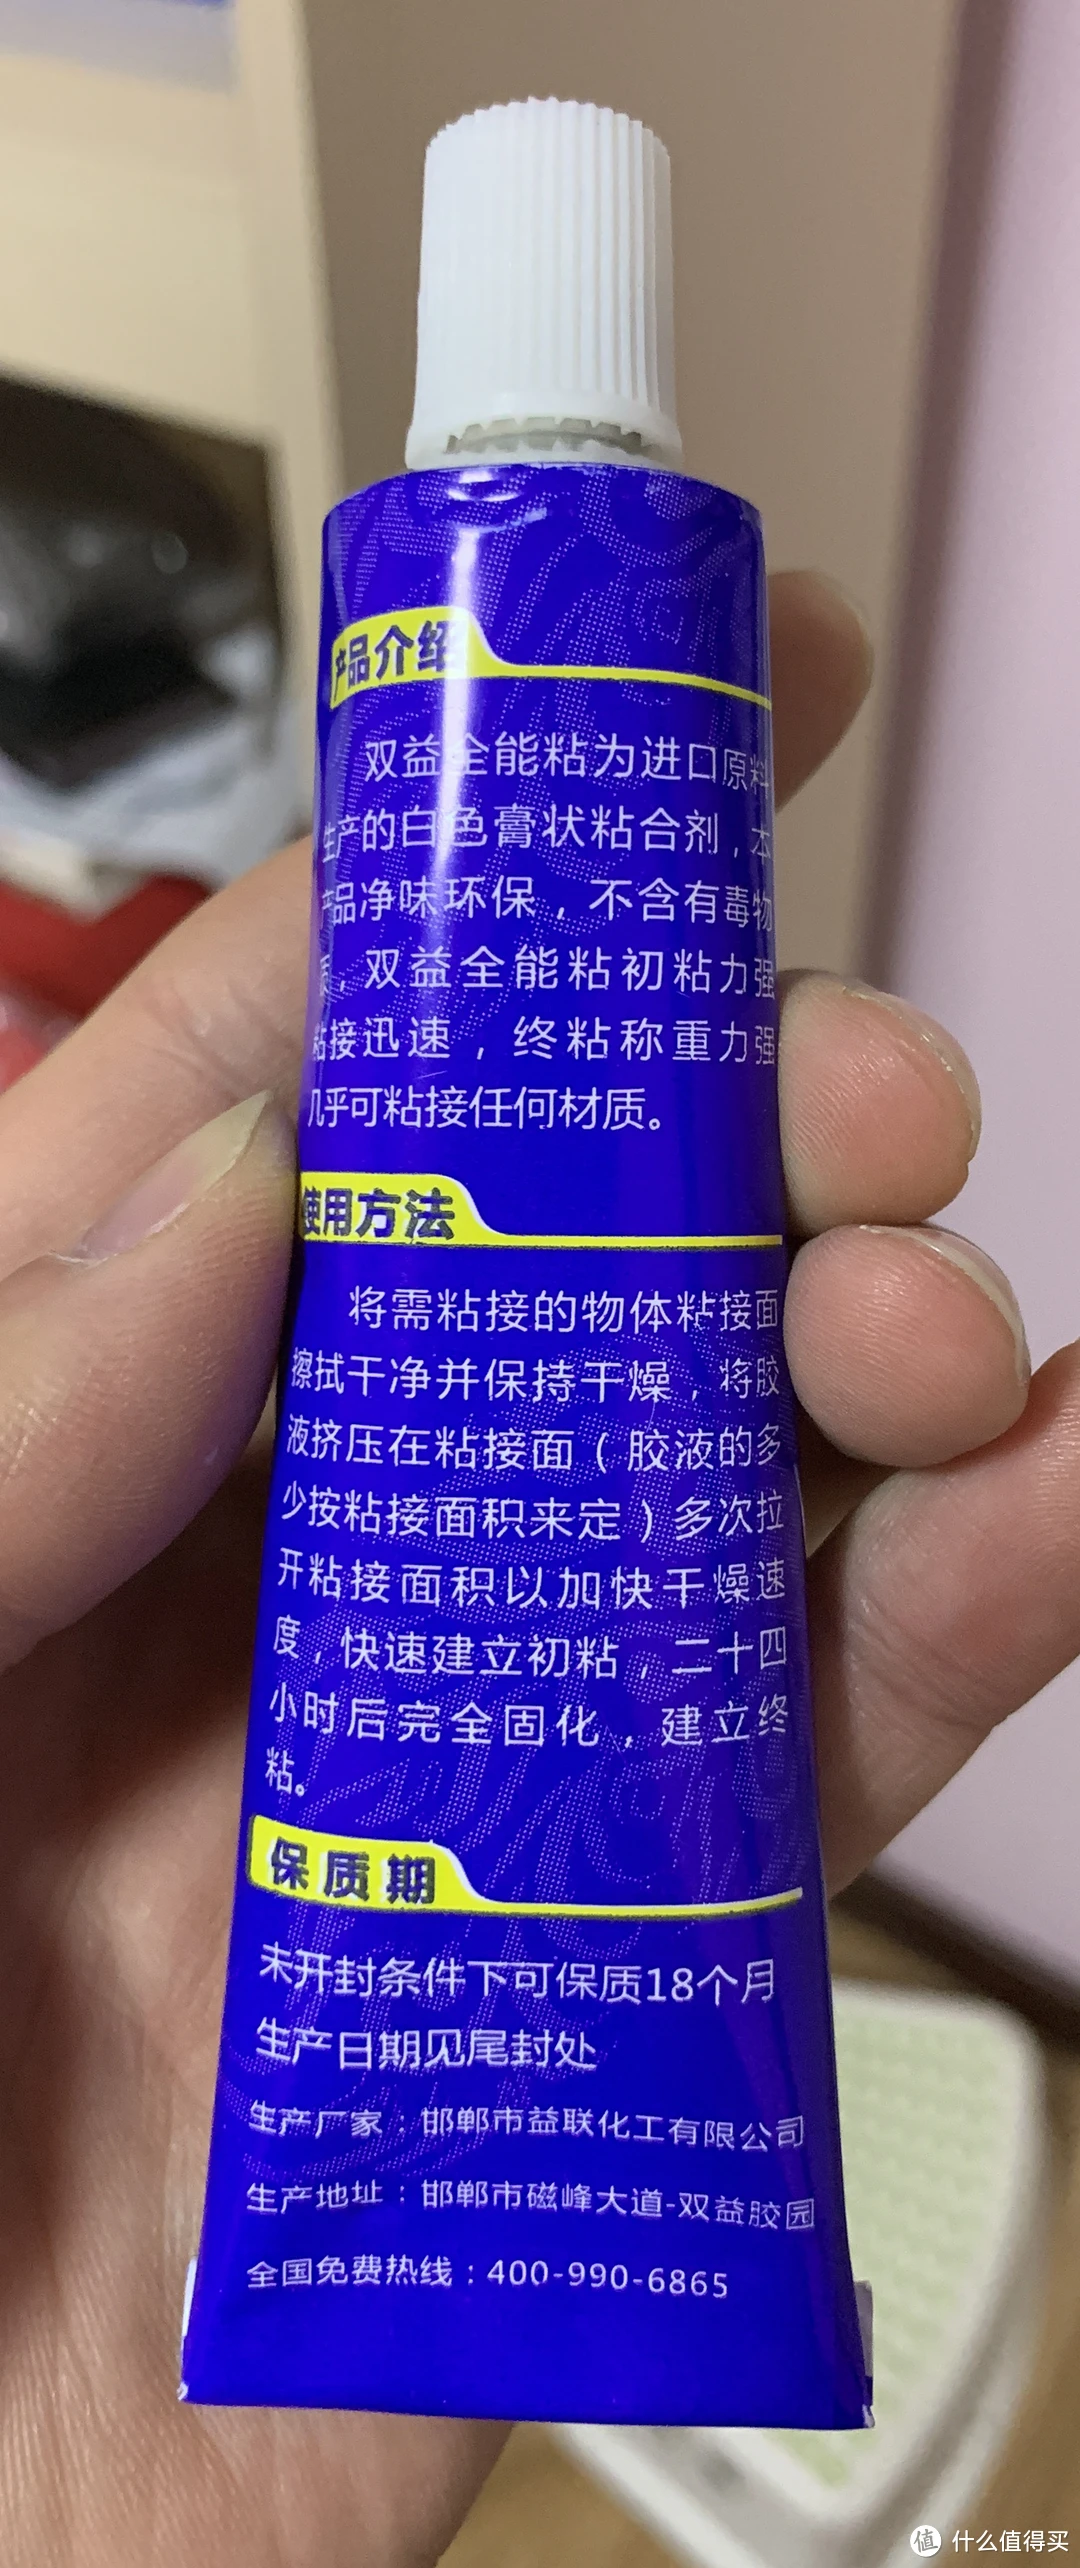 产品介绍
双益全能粘为进口原料
生产的白色膏状粘合剂，本
产品净味环保，不含有毒物
质，双益全能粘初粘力强
粘接迅速，终粘称重力强
几乎可粘接任何材质。
使用方法
将需粘接的物体粘接面
擦拭干净并保持干燥，将胶
液挤压在粘接面（胶液的多
少按粘接面积来定）多次拉
开粘接面积以加快干燥速
度，快速建立初粘，二十四
小时后完全固化，建立终
粘。
保质期
未开封条件下可保质18个月
生产日期见尾封处
生产厂家：邯郸市益联化工有限公司
生产地址：邯郸市磁峰大道-双益胶园
全国免费热线：400-990-6865
值 什么值得买